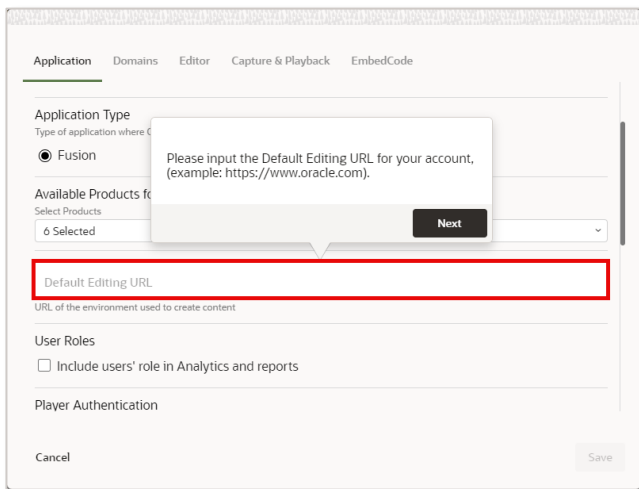 Application Domains Editor Capture & Playback EmbedCode
Application Type
Type of application where
Fusion
Please input the Default Editing URL for your account,
(example: https://www.oracle.com).
Next
Available Products
Select Products
6 Selected
Default Editing URL
URL of the environment used to create content
User Roles
Include users' role in Analytics and reports
Player Authentication
Cancel Save